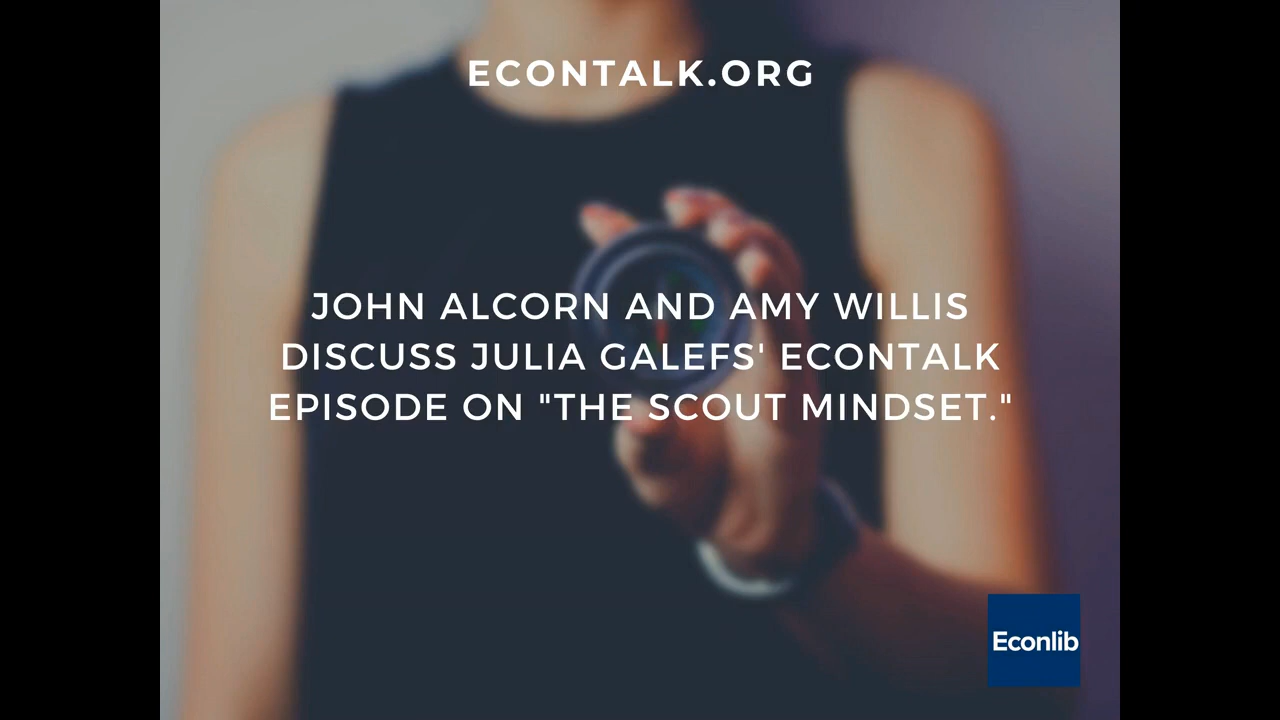 ECONTALK.ORG
JOHN ALCORN AND AMY WILLIS
DISCUSS JULIA GALEFS' ECONTALK
EPISODE ON "THE SCOUT MINDSET."
Econlib